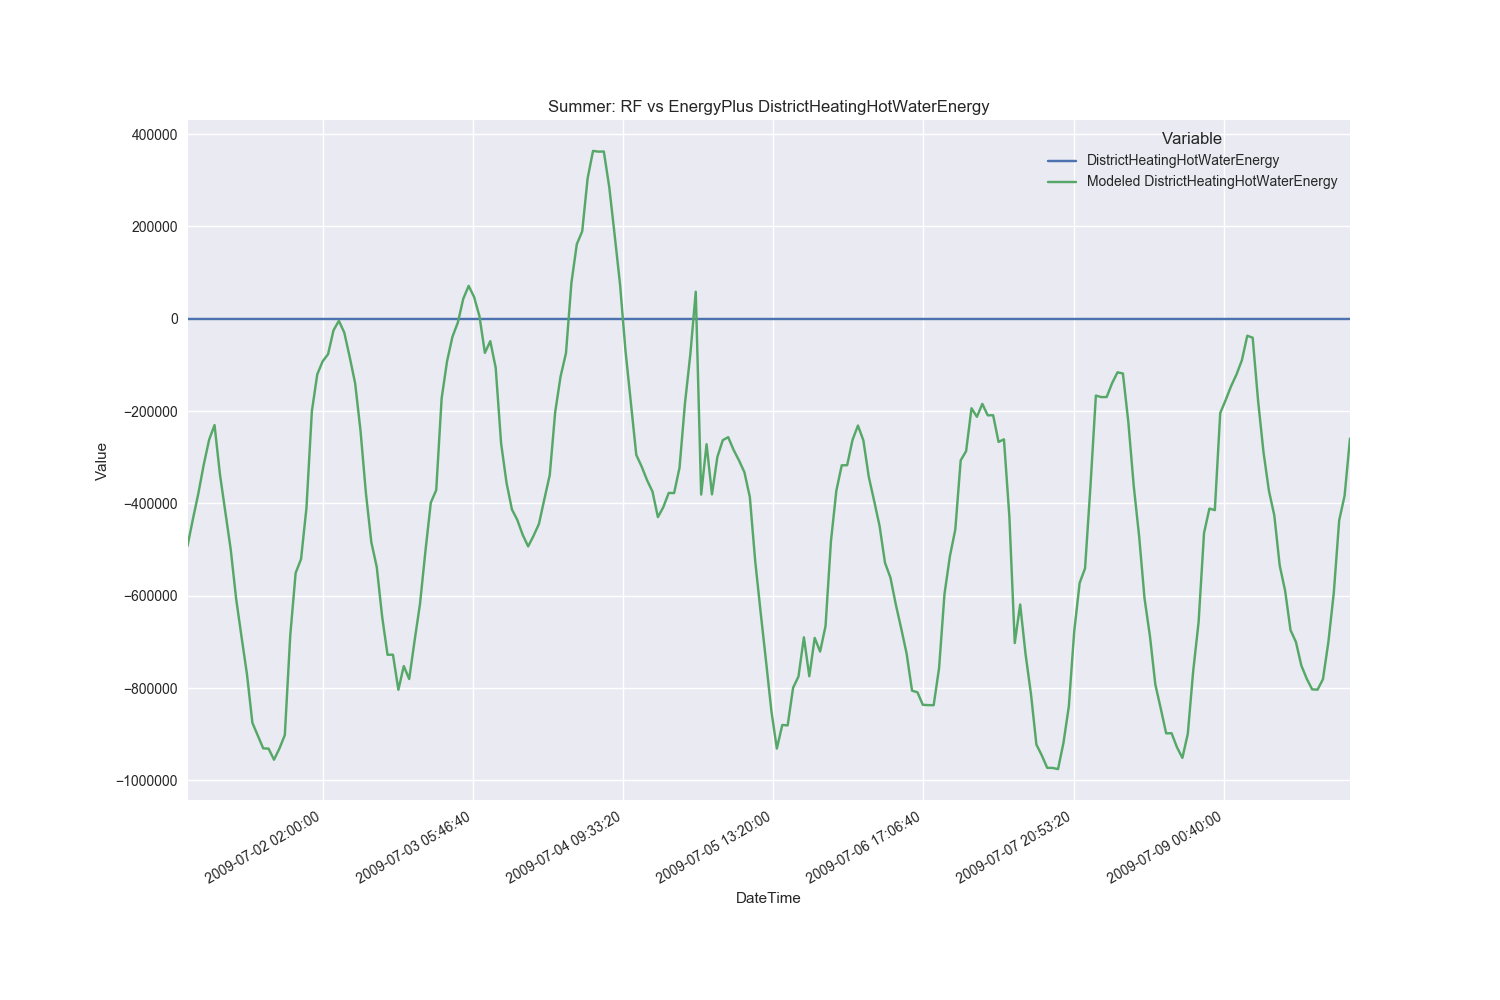 Summer: RF vs EnergyPlus DistrictHeatingHotWaterEnergy
Variable
DistrictHeatingHotWaterEnergy
Modeled DistrictHeatingHotWaterEnergy
400000
200000
0
−200000
−400000
−600000
−800000
−1000000
Value
2009-07-02 02:00:00
2009-07-03 05:46:40
2009-07-04 09:33:20
2009-07-05 13:20:00
2009-07-06 17:06:40
2009-07-07 20:53:20
2009-07-09 00:40:00
DateTime